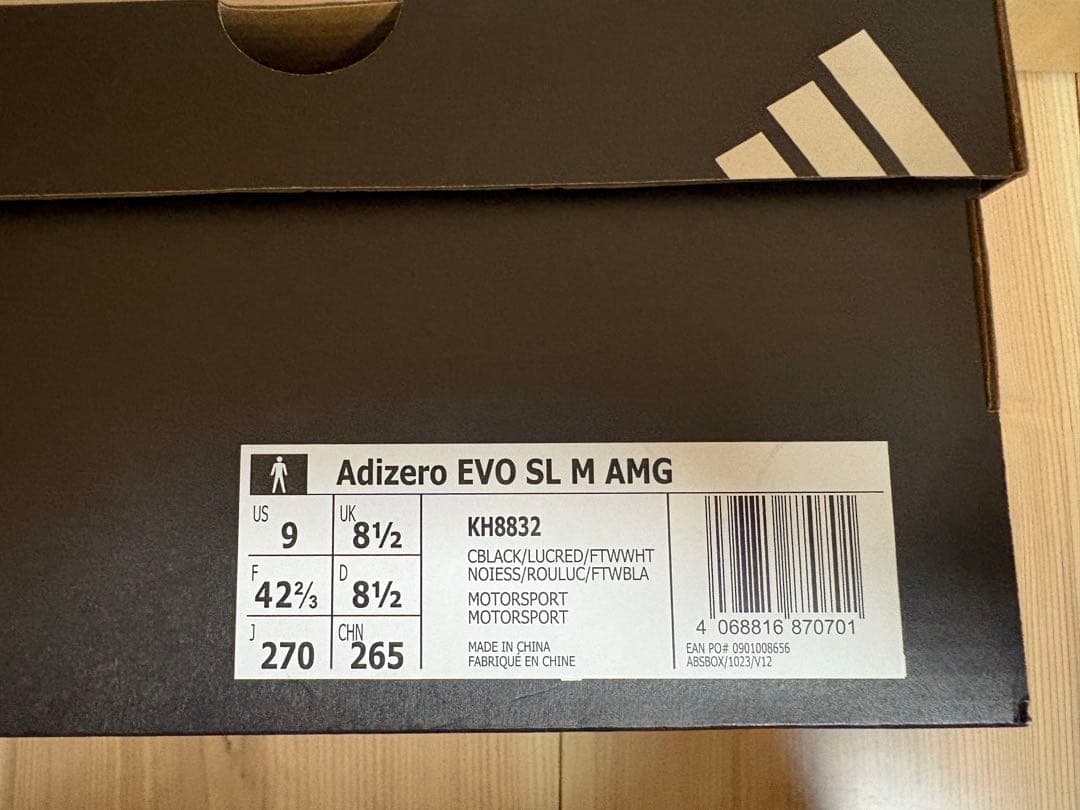 Adizero EVO SL M AMG
US 9
UK 8½
F 42⅔
D 8½
J 270
CHN 265
KH8832
CBLACK/LUCRED/FTWWHT
NOIESS/ROULUC/FTWBLA
MOTORSPORT
MOTORSPORT
MADE IN CHINA
FABRIQUÉ EN CHINE
4 068816 870701
EAN PO# 0901008656
ABSBOX/1023/V12